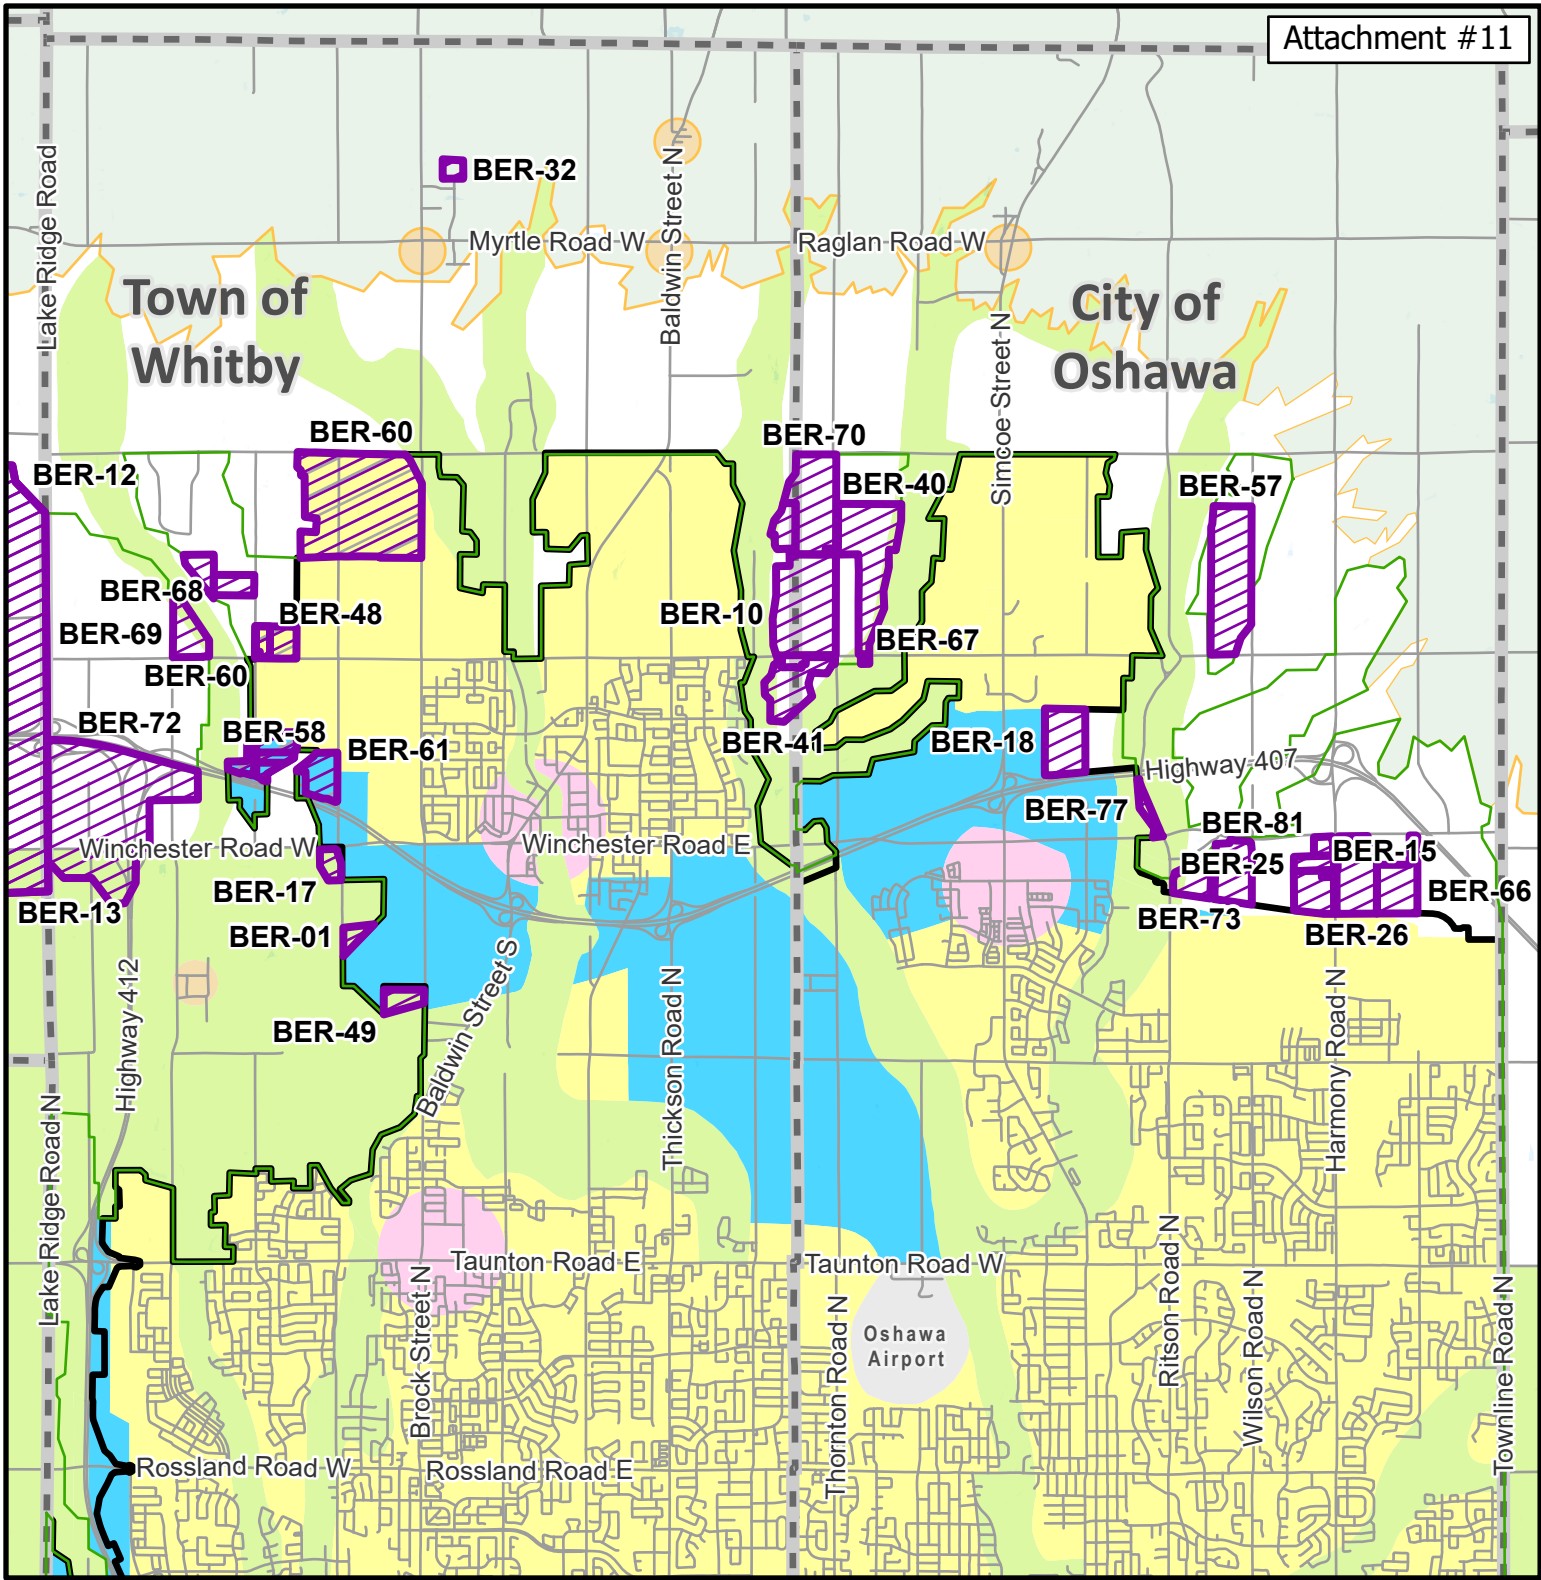 Attachment #11
BER-32
Lake Ridge Road
Baldwin Street N
Myrtle Road W
Raglan Road W
Town of
Whitby
City of
Oshawa
Simcoe Street N
BER-60
BER-70
BER-12
BER-40
BER-57
BER-68
BER-48
BER-10
BER-69
BER-67
BER-60
BER-72
BER-58
BER-61
BER-41
BER-18
Highway 407
BER-77
BER-81
Winchester Road W
Winchester Road E
BER-25
BER-15
BER-17
BER-66
BER-13
BER-73
BER-01
BER-26
Highway 412
BER-49
Baldwin Street S
Thickson Road N
Harmony Road N
Lake Ridge Road N
Taunton Road E
Taunton Road W
Brock Street N
Thornton Road N
Oshawa
Airport
Ritson Road N
Wilson Road N
Townline Road N
Rossland Road W
Rossland Road E